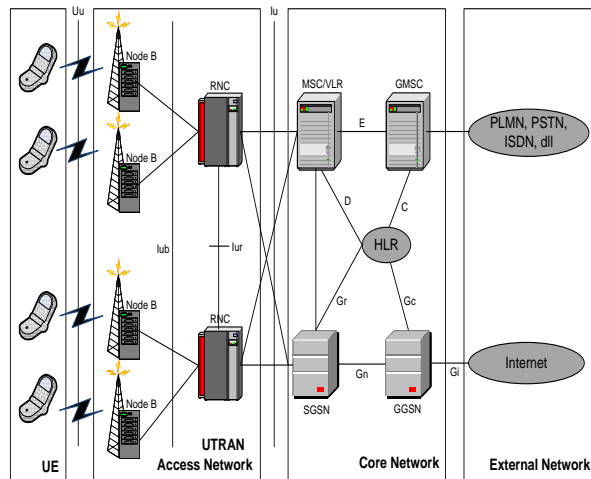 Uu
Iu
Node B
RNC
MSC/VLR
GMSC
E
PLMN, PSTN,
ISDN, dll
Node B
D
C
Iub
Iur
HLR
Node B
RNC
Gr
Gc
Internet
Gn
Gi
Node B
SGSN
GGSN
UTRAN
UE
Access Network
Core Network
External Network